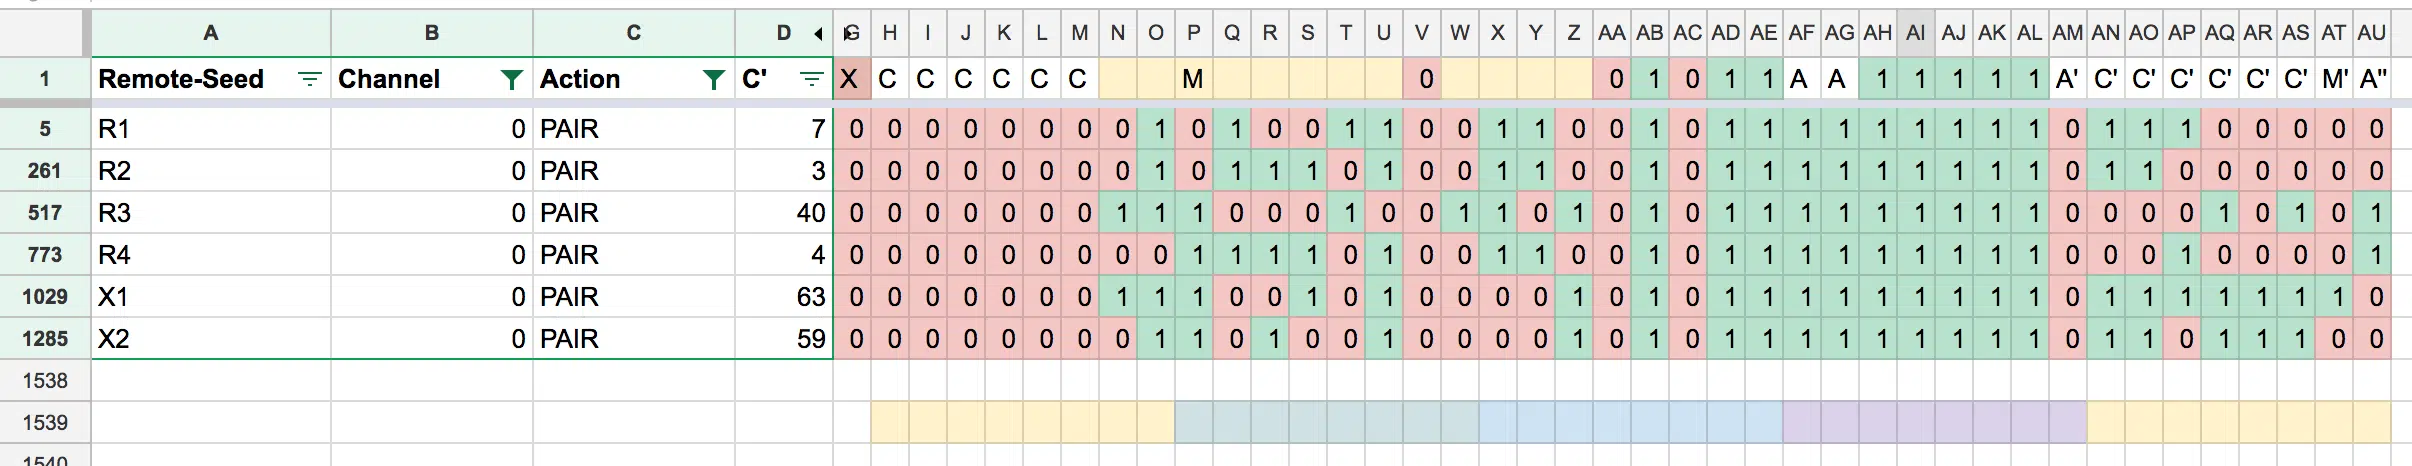 A B C D G H I J K L M N O P Q R S T U V W X Y Z AA AB AC AD AE AF AG AH AI AJ AK AL AM AN AO AP AQ AR AS AT AU
1 Remote-Seed Channel Action C' X C C C C C C M 0 0 1 0 1 1 A A 1 1 1 1 1 A' C' C' C' C' C' C' M' A"
5 R1 0 PAIR 7 0 0 0 0 0 0 0 0 1 0 1 0 0 1 1 0 0 1 1 0 0 1 0 1 1 1 1 1 1 1 1 1 0 1 1 1 0 0 0 0 0
261 R2 0 PAIR 3 0 0 0 0 0 0 0 0 1 0 1 1 1 0 1 0 0 1 1 0 0 1 0 1 1 1 1 1 1 1 1 1 0 1 1 0 0 0 0 0 0
517 R3 0 PAIR 40 0 0 0 0 0 0 0 1 1 1 0 0 0 1 0 0 1 1 0 1 0 1 0 1 1 1 1 1 1 1 1 1 0 0 0 0 1 0 1 0 1
773 R4 0 PAIR 4 0 0 0 0 0 0 0 0 0 1 1 1 1 0 1 0 0 1 1 0 0 1 0 1 1 1 1 1 1 1 1 1 0 0 0 1 0 0 0 0 1
1029 X1 0 PAIR 63 0 0 0 0 0 0 0 1 1 1 0 0 1 0 1 0 0 0 0 1 0 1 0 1 1 1 1 1 1 1 1 1 0 1 1 1 1 1 1 1 0
1285 X2 0 PAIR 59 0 0 0 0 0 0 0 0 1 1 0 1 0 0 1 0 0 0 0 1 0 1 0 1 1 1 1 1 1 1 1 1 0 1 1 0 1 1 1 0 0
1538
1539
1540